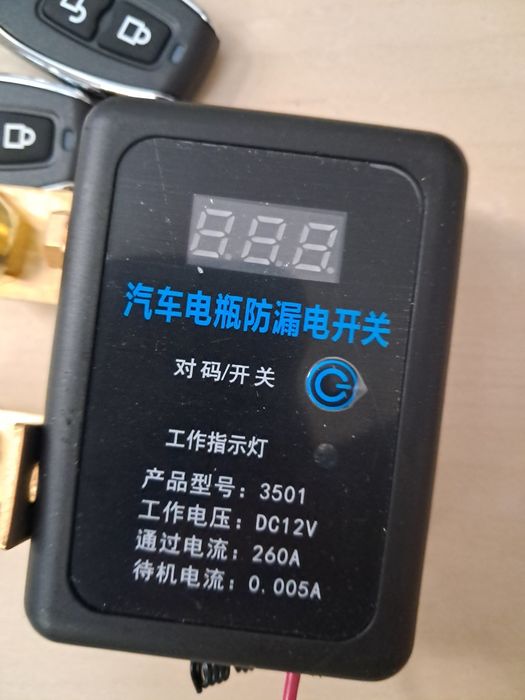 汽车电瓶防漏电开关
对码/开关
工作指示灯
产品型号: 3501
工作电压: DC12V
通过电流: 260A
待机电流: 0.005A